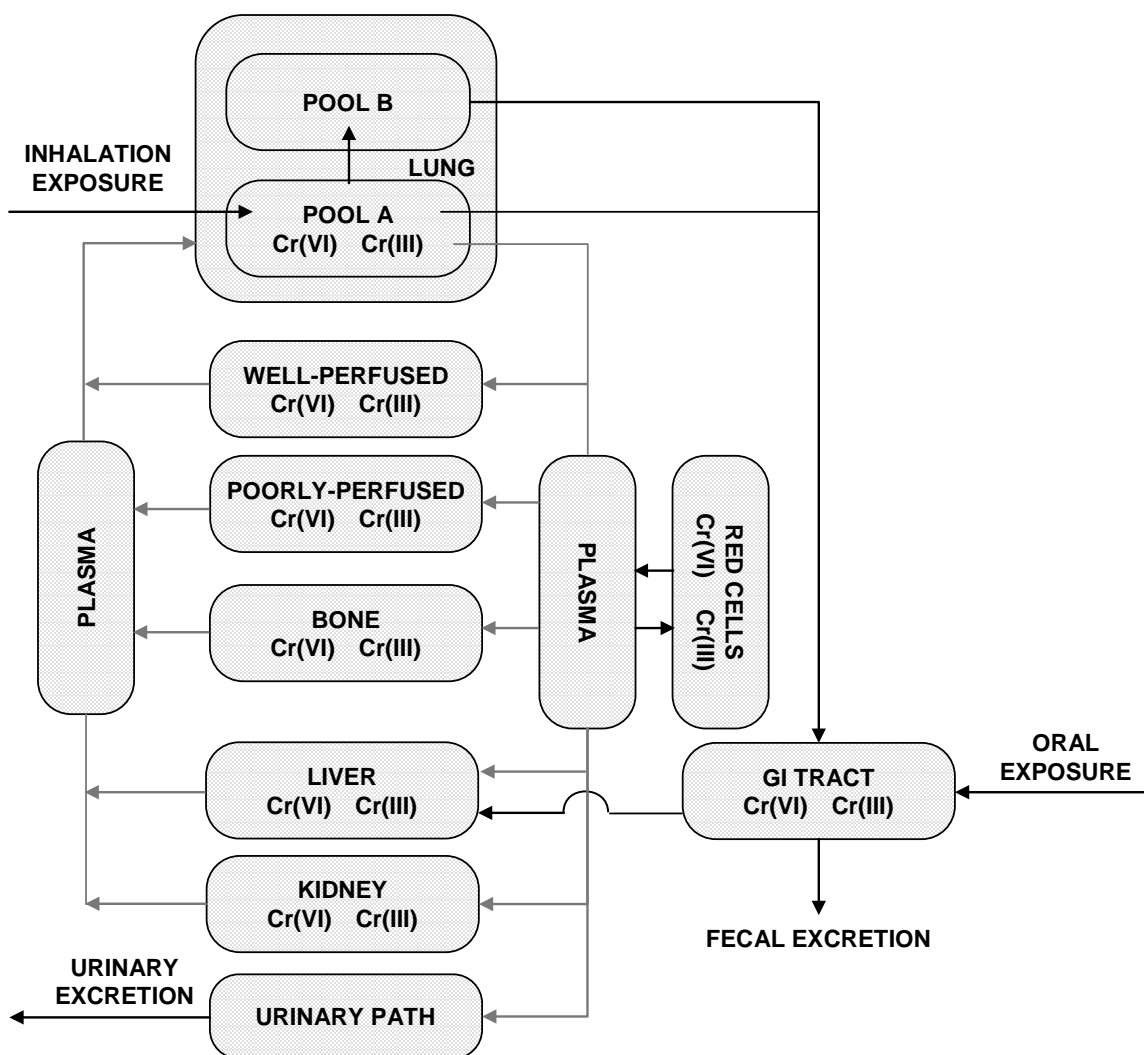 POOL B
INHALATION
EXPOSURE
LUNG
POOL A
Cr(VI) Cr(III)
WELL-PERFUSED
Cr(VI) Cr(III)
POORLY-PERFUSED
Cr(VI) Cr(III)
BONE
Cr(VI) Cr(III)
PLASMA
PLASMA
RED CELLS
Cr(VI) Cr(III)
LIVER
Cr(VI) Cr(III)
GI TRACT
Cr(VI) Cr(III)
ORAL
EXPOSURE
KIDNEY
Cr(VI) Cr(III)
FECAL EXCRETION
URINARY
EXCRETION
URINARY PATH